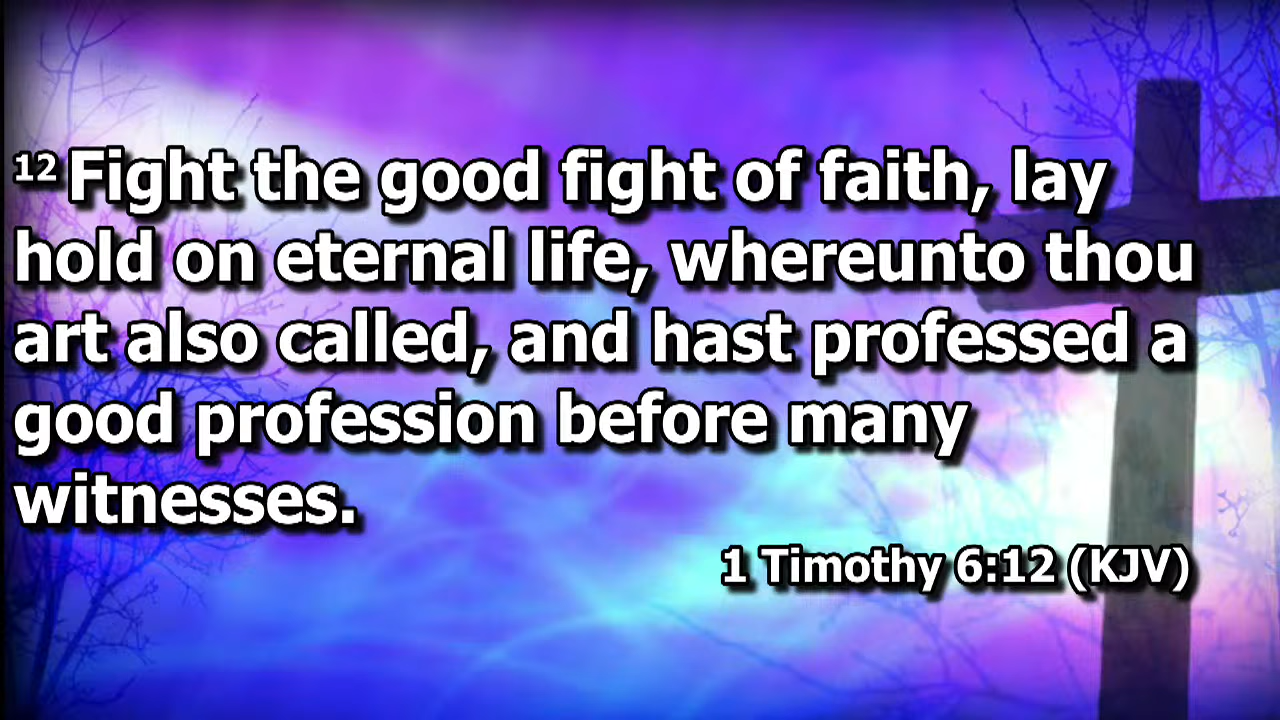 12 Fight the good fight of faith, lay
hold on eternal life, whereunto thou
art also called, and hast professed a
good profession before many
witnesses.
1 Timothy 6:12 (KJV)